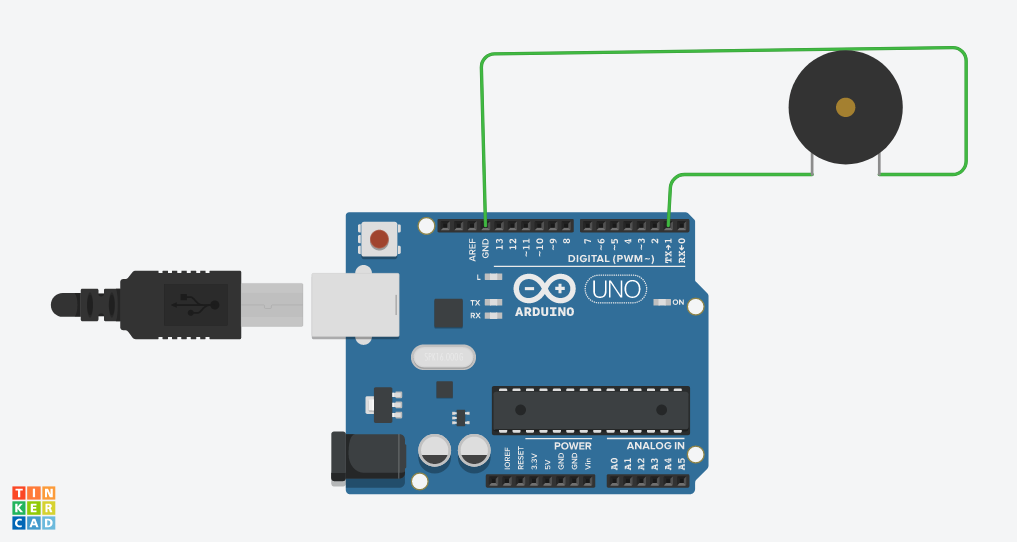 AREF
GND
13
12
~11
~10
~9
8
7
~6
~5
4
~3
2
TX→1
RX←0
DIGITAL (PWM~)
L
TX
RX
UNO
ON
ARDUINO
POWER
ANALOG IN
IOREF
RESET
3.3V
5V
GND
GND
Vin
A0
A1
A2
A3
A4
A5
TIN
KER
CAD